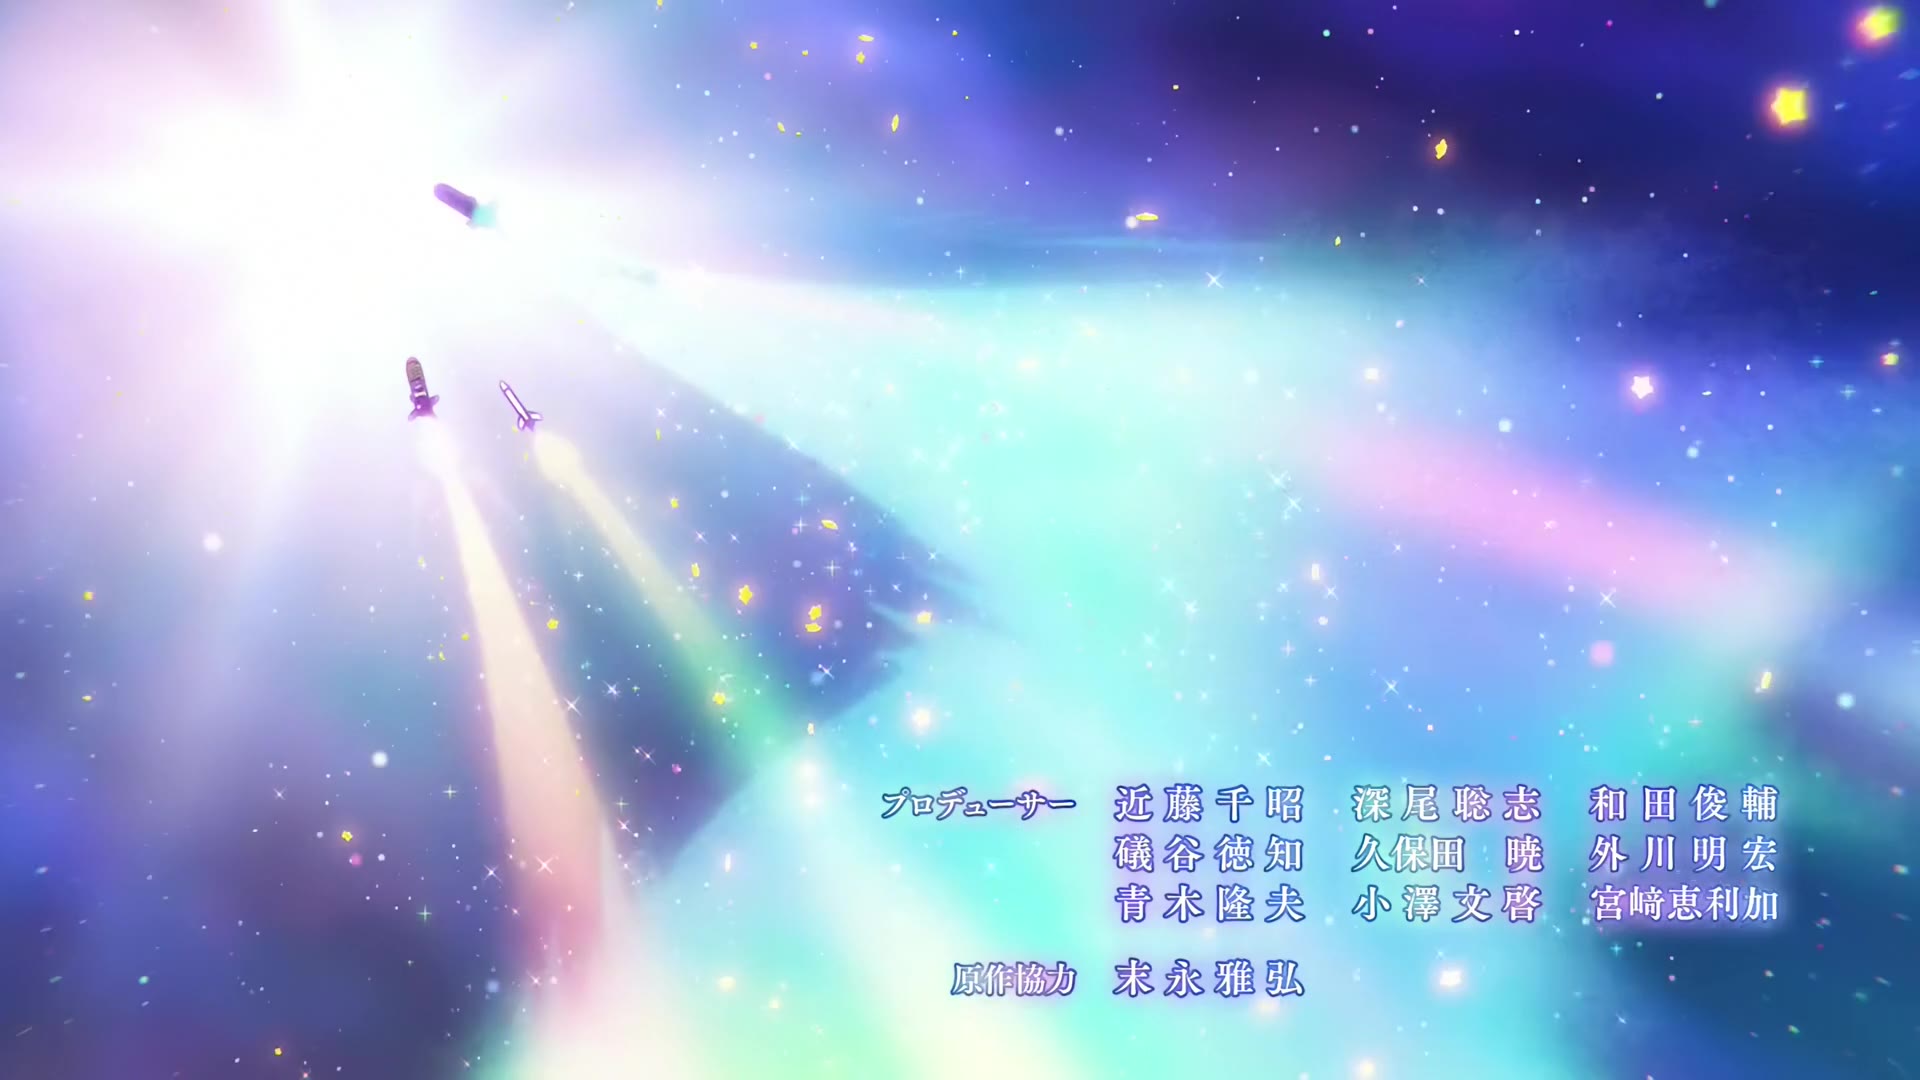 プロデューサー 近藤千昭 深尾聡志 和田俊輔
礒谷徳知 久保田 暁 外川明宏
青木隆夫 小澤文啓 宮﨑恵利加
原作協力 末永雅弘